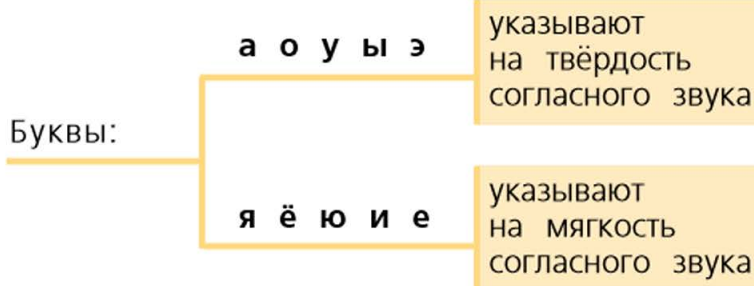 Буквы:
а о у ы э
указывают
на твёрдость
согласного звука
я ё ю и е
указывают
на мягкость
согласного звука